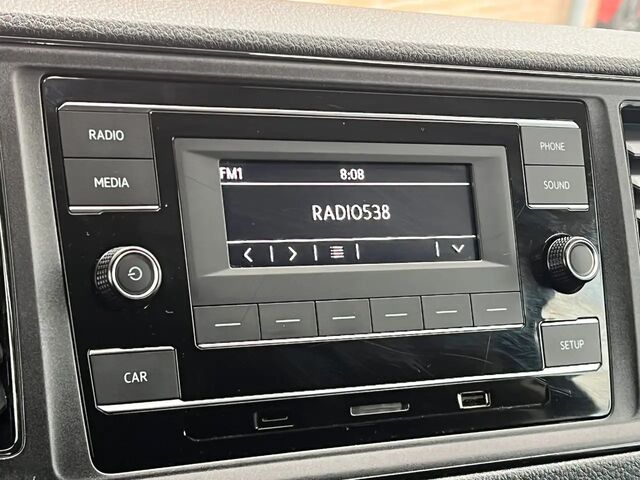 RADIO
MEDIA
PHONE
SOUND
FM1 8:08
RADIO538
CAR
SETUP